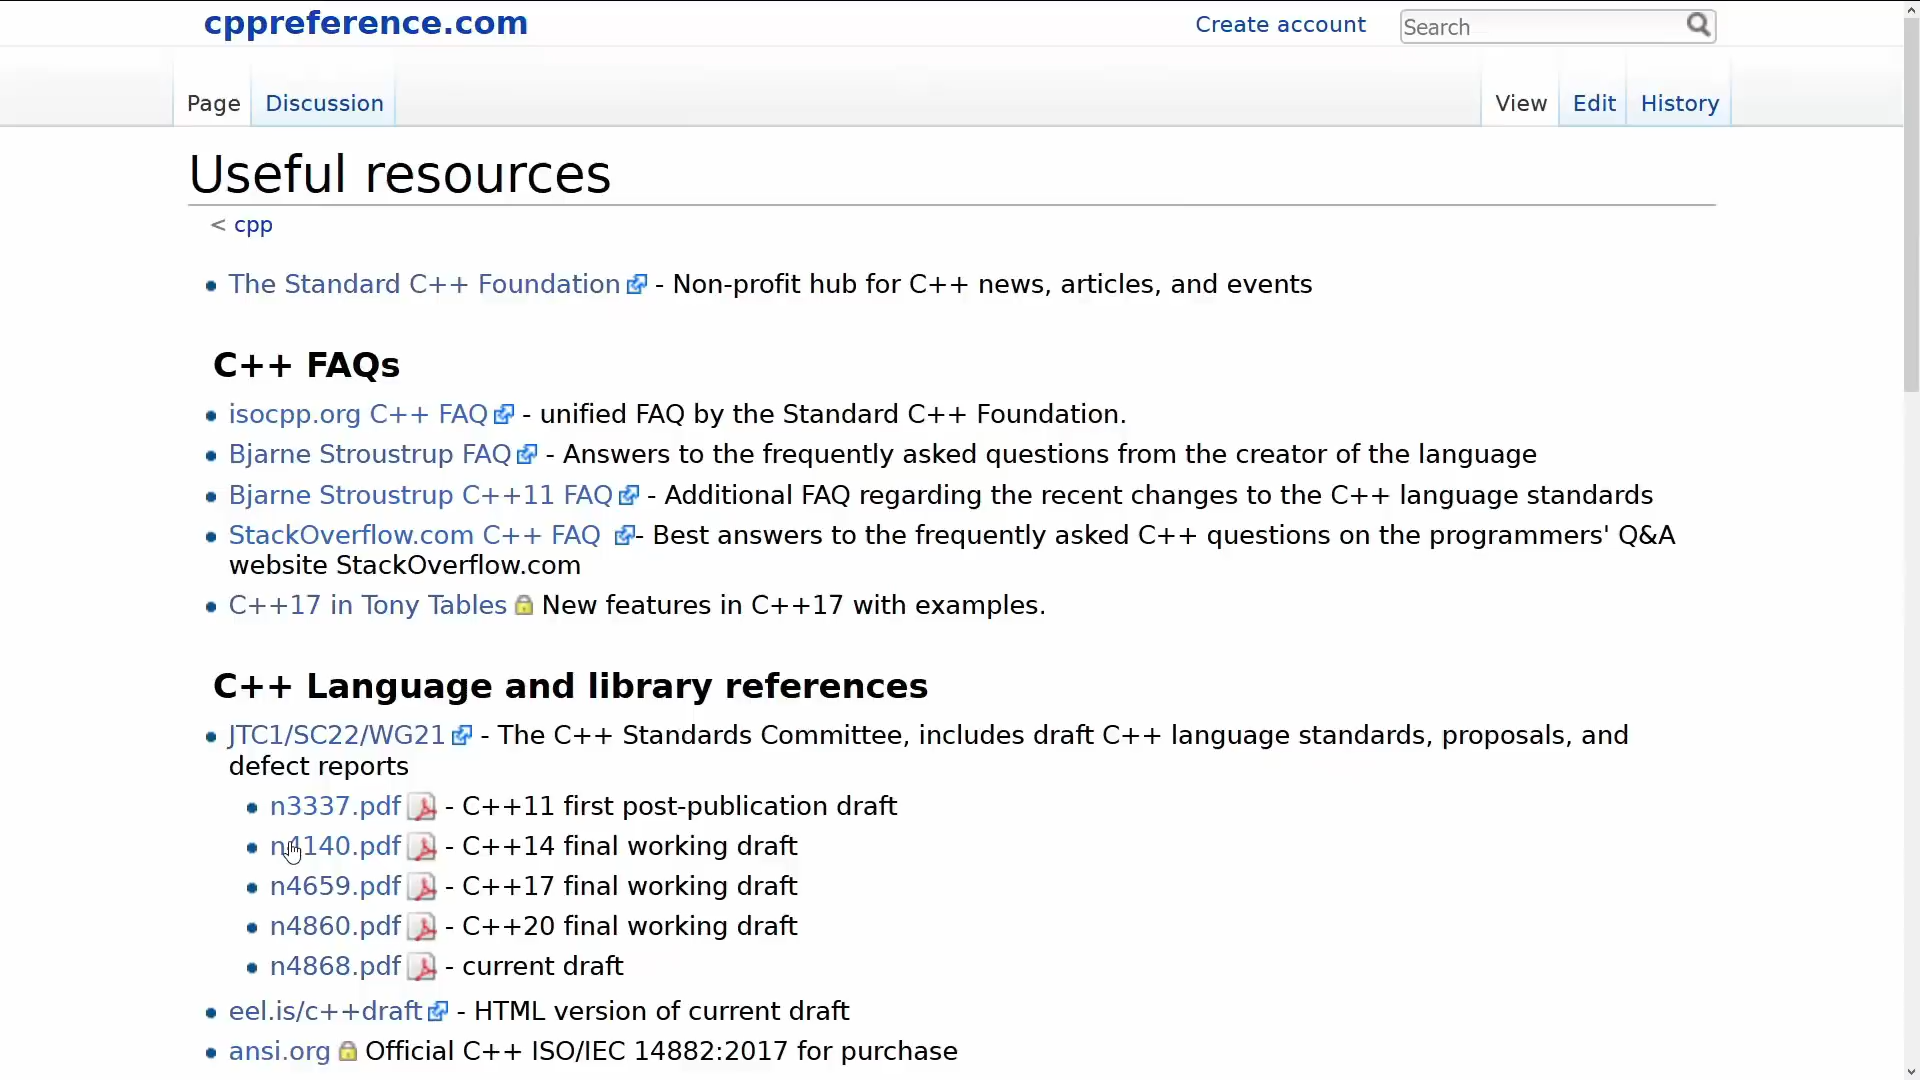 cppreference.com
Create account
Search
Page
Discussion
View
Edit
History
Useful resources
< cpp
The Standard C++ Foundation - Non-profit hub for C++ news, articles, and events
C++ FAQs
isocpp.org C++ FAQ - unified FAQ by the Standard C++ Foundation.
Bjarne Stroustrup FAQ - Answers to the frequently asked questions from the creator of the language
Bjarne Stroustrup C++11 FAQ - Additional FAQ regarding the recent changes to the C++ language standards
StackOverflow.com C++ FAQ - Best answers to the frequently asked C++ questions on the programmers' Q&A
website StackOverflow.com
C++17 in Tony Tables New features in C++17 with examples.
C++ Language and library references
JTC1/SC22/WG21 - The C++ Standards Committee, includes draft C++ language standards, proposals, and
defect reports
n3337.pdf - C++11 first post-publication draft
n4140.pdf - C++14 final working draft
n4659.pdf - C++17 final working draft
n4860.pdf - C++20 final working draft
n4868.pdf - current draft
eel.is/c++draft - HTML version of current draft
ansi.org Official C++ ISO/IEC 14882:2017 for purchase